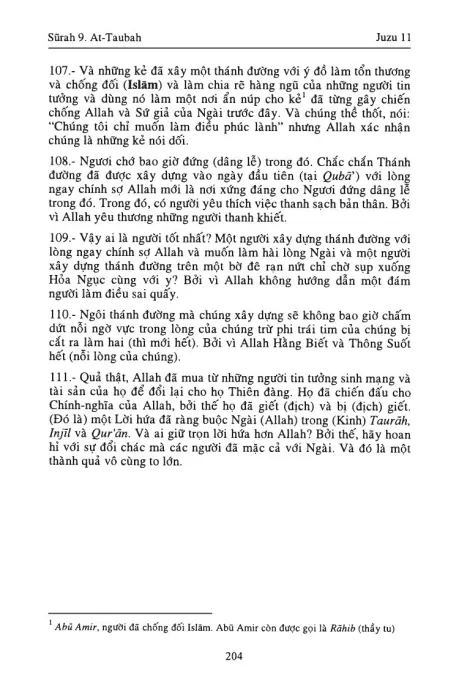 Sūrah 9. At-Taubah Juzu 11
107.- Và những kẻ đã xây một thánh đường với ý đồ làm tổn thương
và chống đối (Islām) và làm chia rẽ hàng ngũ của những người tin
tưởng và dùng nó làm một nơi ẩn núp cho kẻ¹ đã từng gây chiến
chống Allah và Sứ giả của Ngài trước đây. Và chúng thề thốt, nói:
“Chúng tôi chỉ muốn làm điều phúc lành” nhưng Allah xác nhận
chúng là những kẻ nói dối.
108.- Ngươi chớ bao giờ đứng (dâng lễ) trong đó. Chắc chắn Thánh
đường đã được xây dựng vào ngày đầu tiên (tại Qubā’) với lòng
ngay chính sợ Allah mới là nơi xứng đáng cho Ngươi đứng dâng lễ
trong đó. Trong đó, có người yêu thích việc thanh sạch bản thân. Bởi
vì Allah yêu thương những người thanh khiết.
109.- Vậy ai là người tốt nhất? Một người xây dựng thánh đường với
lòng ngay chính sợ Allah và muốn làm hài lòng Ngài và một người
xây dựng thánh đường trên một bờ đê rạn nứt chỉ chờ sụp xuống
Hỏa Ngục cùng với y? Bởi vì Allah không hướng dẫn một đám
người làm điều sai quấy.
110.- Ngôi thánh đường mà chúng xây dựng sẽ không bao giờ chấm
dứt nỗi ngờ vực trong lòng của chúng trừ phi trái tim của chúng bị
cắt ra làm hai (thì mới hết). Bởi vì Allah Hằng Biết và Thông Suốt
hết (nỗi lòng của chúng).
111.- Quả thật, Allah đã mua từ những người tin tưởng sinh mạng và
tài sản của họ để đổi lại cho họ Thiên đàng. Họ đã chiến đấu cho
Chính-nghĩa của Allah, bởi thế họ đã giết (địch) và bị (địch) giết.
(Đó là) một Lời hứa đã ràng buộc Ngài (Allah) trong (Kinh) Taurāh,
Injīl và Qur’ān. Và ai giữ trọn lời hứa hơn Allah? Bởi thế, hãy hoan
hỉ với sự đổi chác mà các người đã mặc cả với Ngài. Và đó là một
thành quả vô cùng to lớn.
¹ Abū Amir, người đã chống đối Islām. Abū Amir còn được gọi là Rāhib (thầy tu)
204